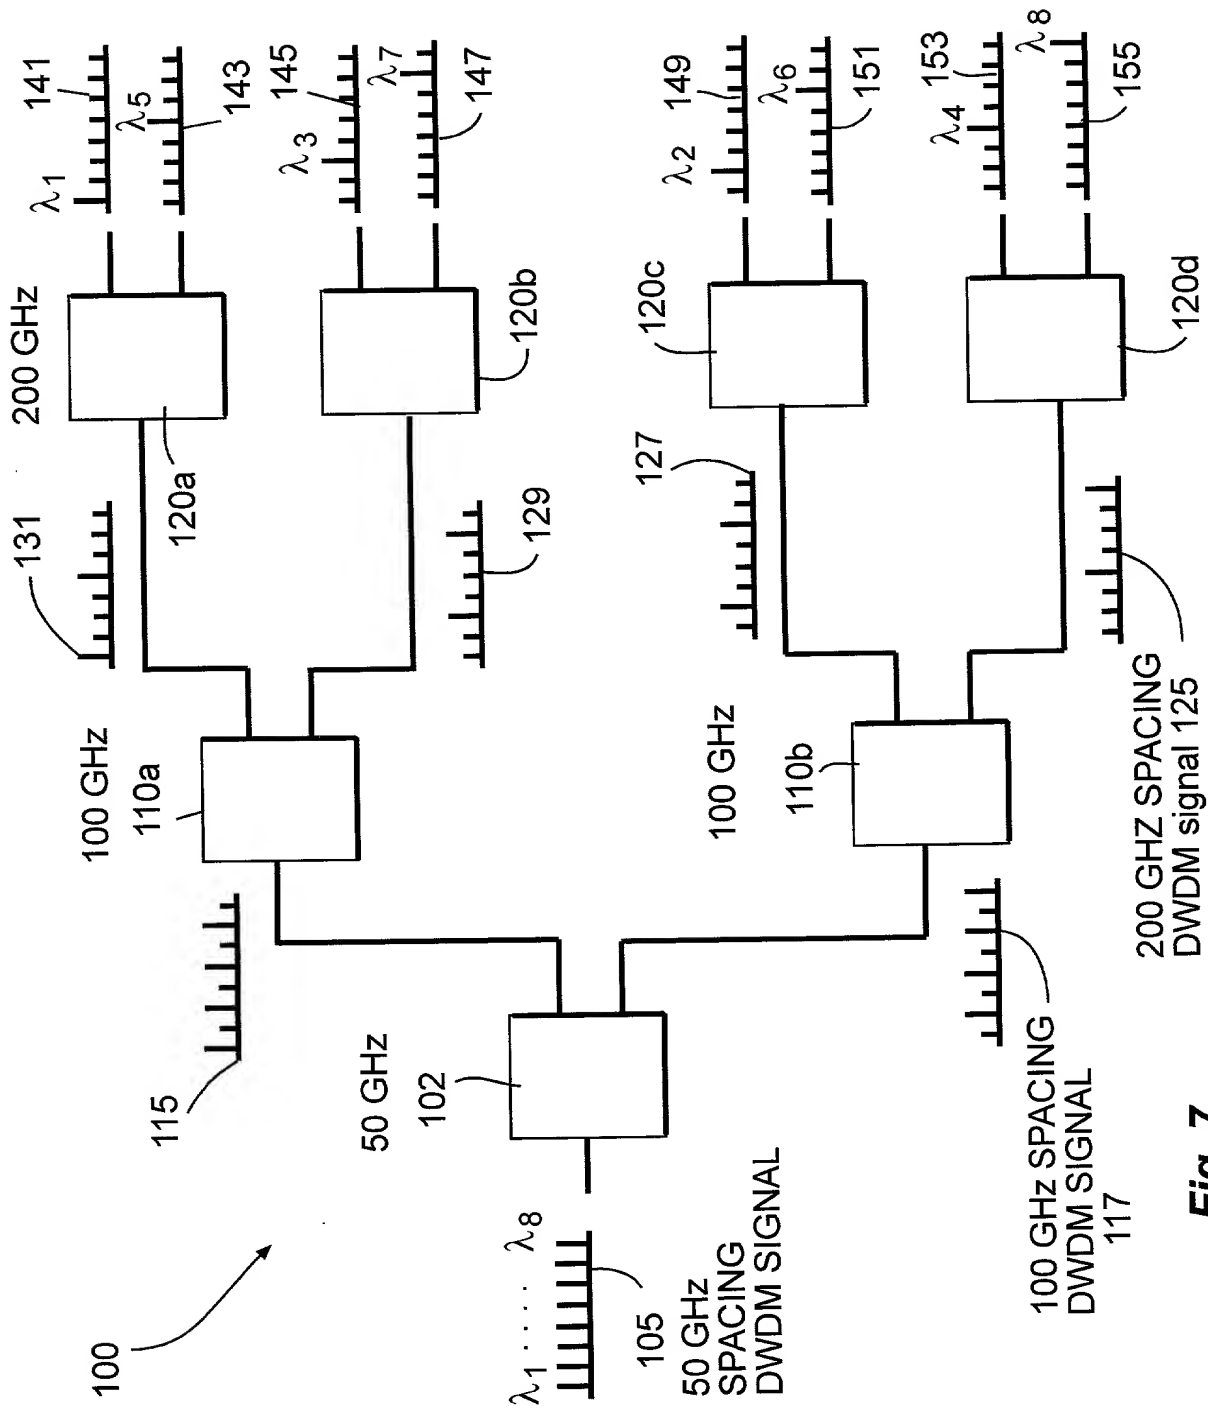 200 GHz
131
λ1
141
100 GHz
110a
120a
λ5
143
115
145
λ3
λ7
147
129
120b
50 GHz
102
100
λ1 ..... λ8
105
50 GHz
SPACING
DWDM SIGNAL
127
120c
149
λ2
λ6
151
100 GHz
110b
153
λ4
λ8
155
120d
100 GHz SPACING
DWDM SIGNAL
117
200 GHZ SPACING
DWDM signal 125
Fig. 7